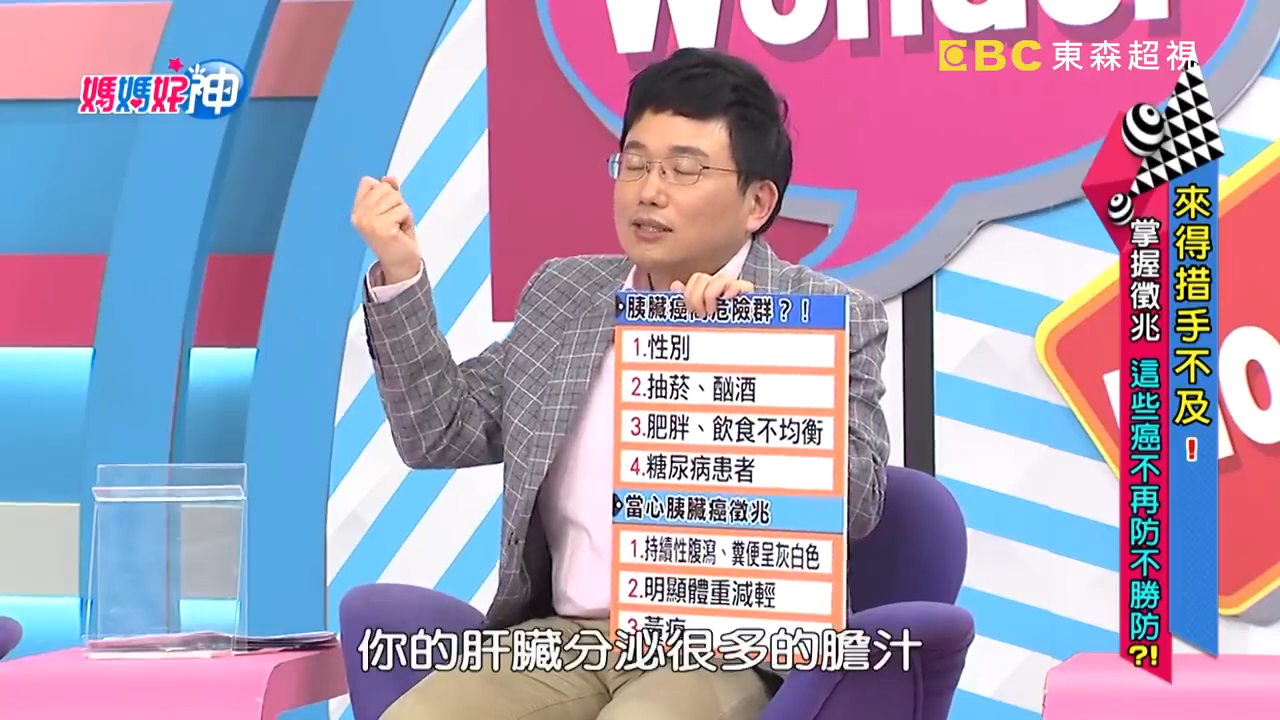 Wonder
EBC 東森超視
媽媽好神
來得措手不及！
掌握徵兆 這些癌不再防不勝防?!
胰臟癌高危險群？！
1.性別
2.抽菸、酗酒
3.肥胖、飲食不均衡
4.糖尿病患者
當心胰臟癌徵兆
1.持續性腹瀉、糞便呈灰白色
2.明顯體重減輕
3.黃疸
你的肝臟分泌很多的膽汁